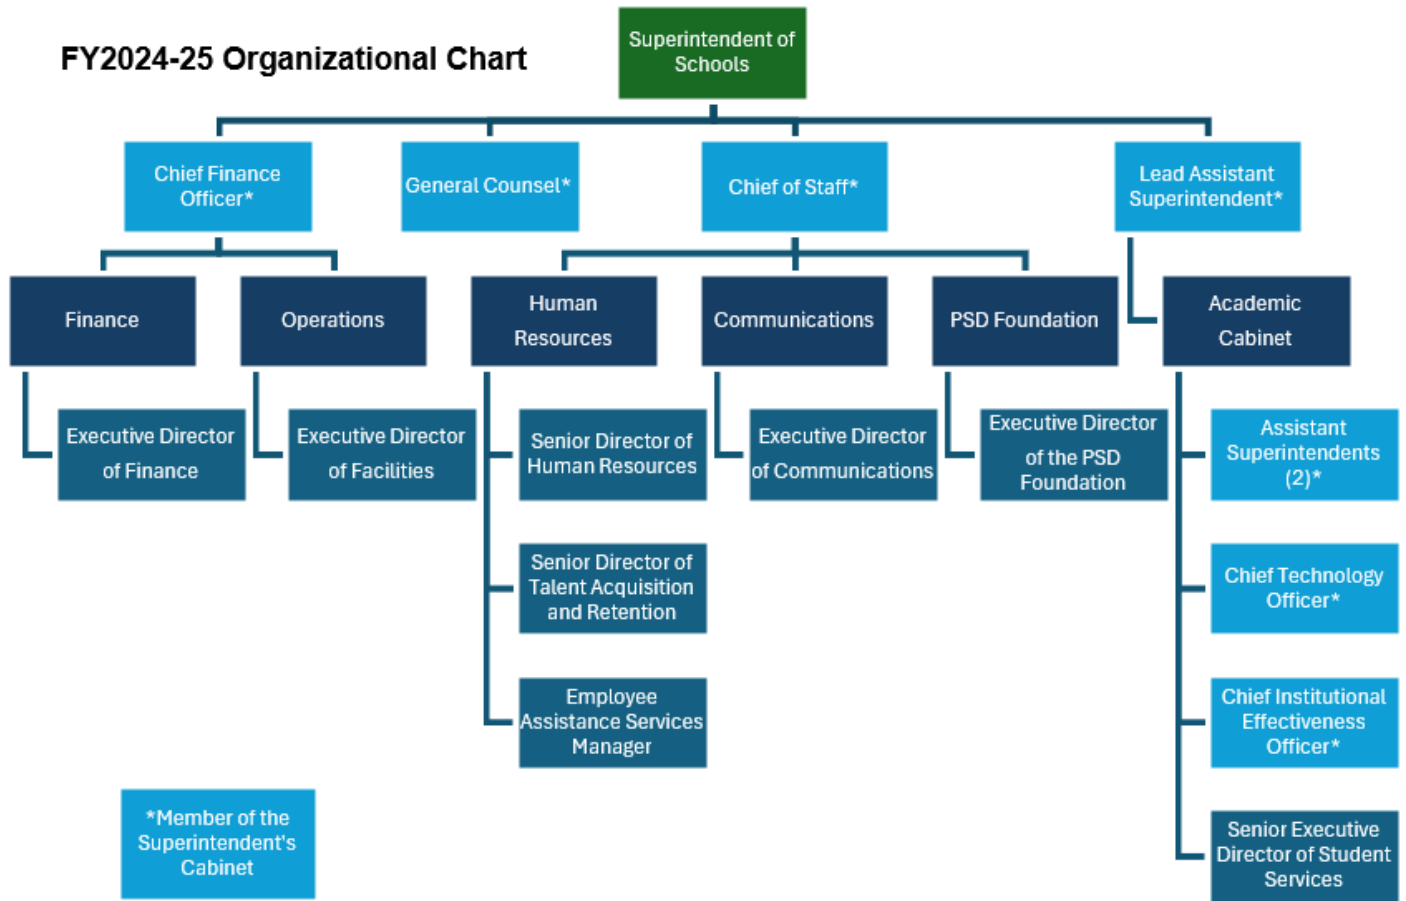 FY2024-25 Organizational Chart
Superintendent of
Schools
Chief Finance
Officer*
General Counsel*
Chief of Staff*
Lead Assistant
Superintendent*
Finance
Operations
Human
Resources
Communications
PSD Foundation
Academic
Cabinet
Executive Director
of Finance
Executive Director
of Facilities
Senior Director of
Human Resources
Executive Director
of Communications
Executive Director
of the PSD
Foundation
Assistant
Superintendents
(2)*
Senior Director of
Talent Acquisition
and Retention
Chief Technology
Officer*
Employee
Assistance Services
Manager
Chief Institutional
Effectiveness
Officer*
*Member of the
Superintendent's
Cabinet
Senior Executive
Director of Student
Services